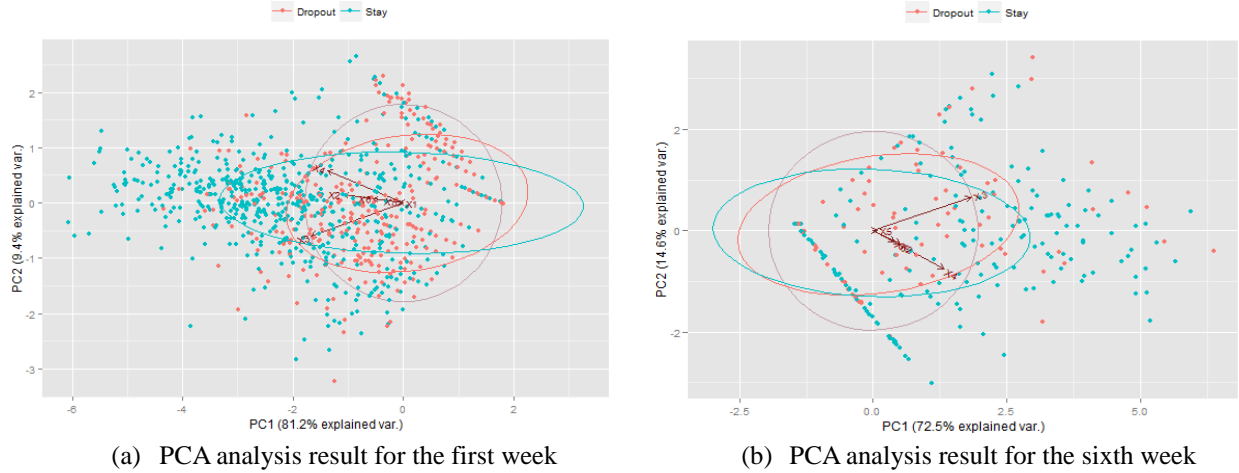 Dropout Stay
Dropout Stay
PC2 (9.4% explained var.)
2
1
0
-1
-2
-3
X1
-6
-4
-2
0
2
PC1 (81.2% explained var.)
PC2 (14.6% explained var.)
2
0
-2
-2.5
0.0
2.5
5.0
PC1 (72.5% explained var.)
(a) PCA analysis result for the first week
(b) PCA analysis result for the sixth week